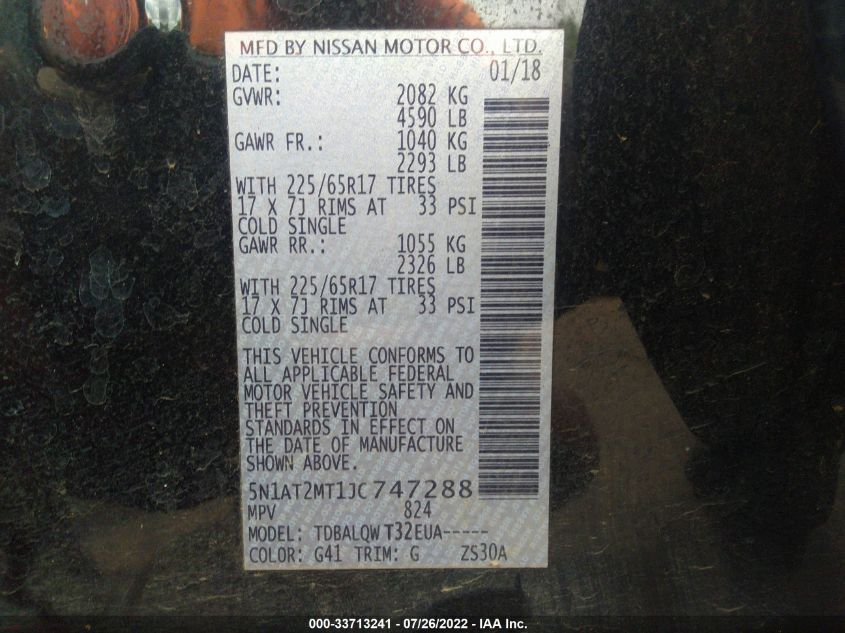 MFD BY NISSAN MOTOR CO., LTD.
DATE: 01/18
GVWR: 2082 KG
4590 LB
GAWR FR.: 1040 KG
2293 LB
WITH 225/65R17 TIRES
17 X 7J RIMS AT 33 PSI
COLD SINGLE
GAWR RR.: 1055 KG
2326 LB
WITH 225/65R17 TIRES
17 X 7J RIMS AT 33 PSI
COLD SINGLE
THIS VEHICLE CONFORMS TO
ALL APPLICABLE FEDERAL
MOTOR VEHICLE SAFETY AND
THEFT PREVENTION
STANDARDS IN EFFECT ON
THE DATE OF MANUFACTURE
SHOWN ABOVE.
5N1AT2MT1JC747288
MPV 824
MODEL: TDBALQWT32EUA-----
COLOR: G41 TRIM: G ZS30A
000-33713241 - 07/26/2022 - IAA Inc.